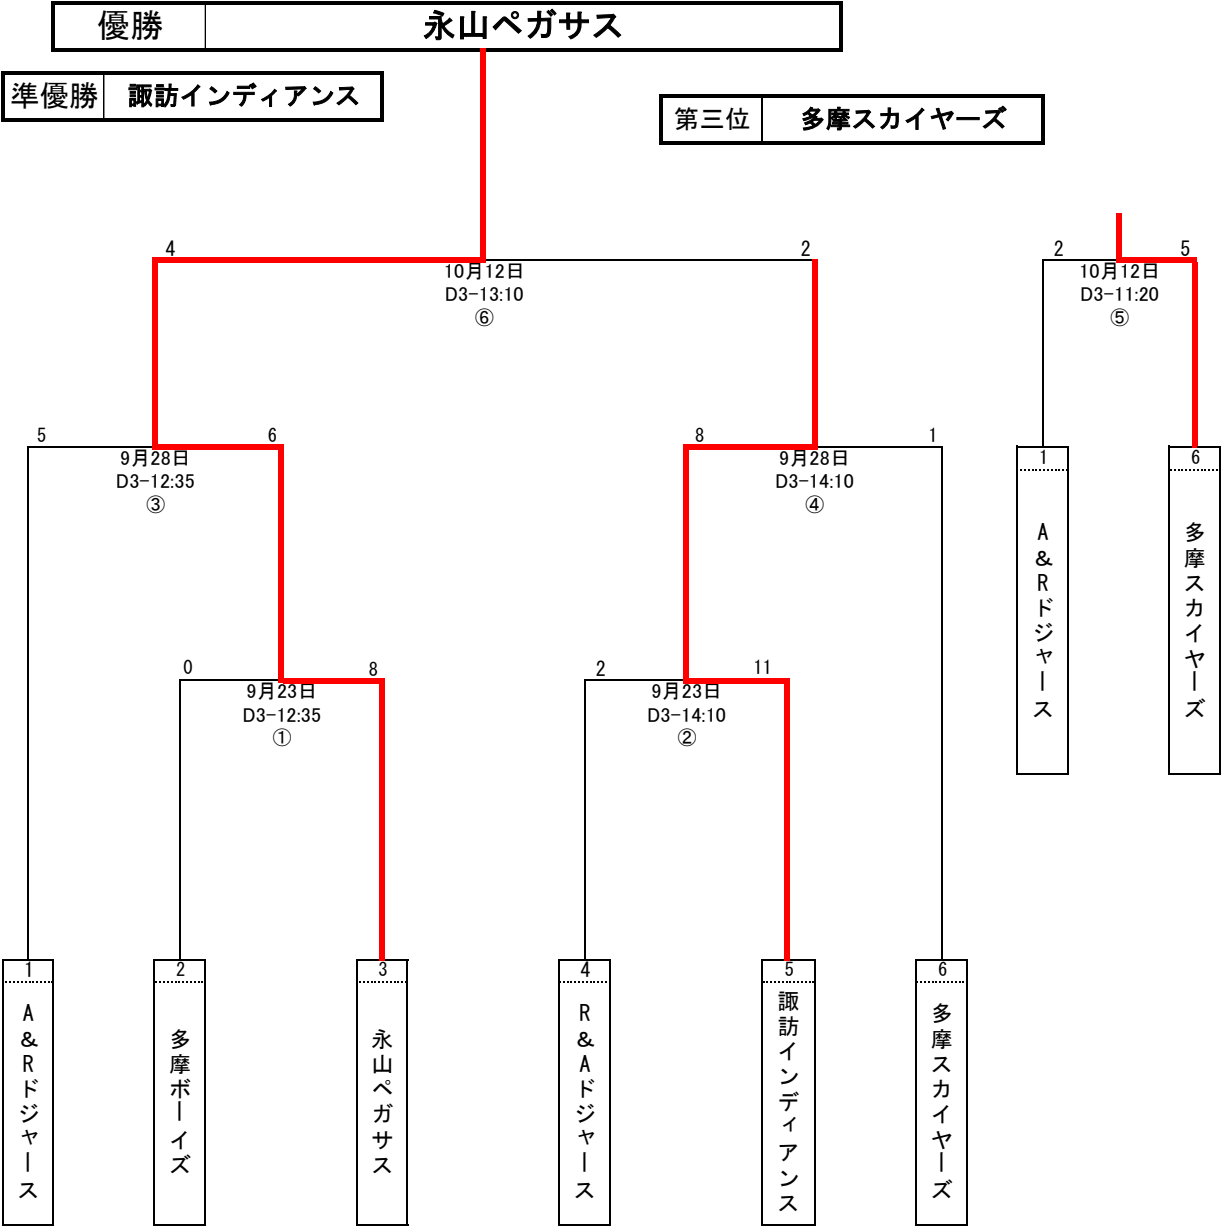 優勝 永山ペガサス
準優勝 諏訪インディアンス
第三位 多摩スカイヤーズ
4 2
10月12日
D3-13:10
⑥
2 5
10月12日
D3-11:20
⑤
5 6
9月28日
D3-12:35
③
8 1
9月28日
D3-14:10
④
1
A&Rドジャース
6
多摩スカイヤーズ
0 8
9月23日
D3-12:35
①
2 11
9月23日
D3-14:10
②
1
A&Rドジャース
2
多摩ボーイズ
3
永山ペガサス
4
R&Aドジャース
5
諏訪インディアンス
6
多摩スカイヤーズ